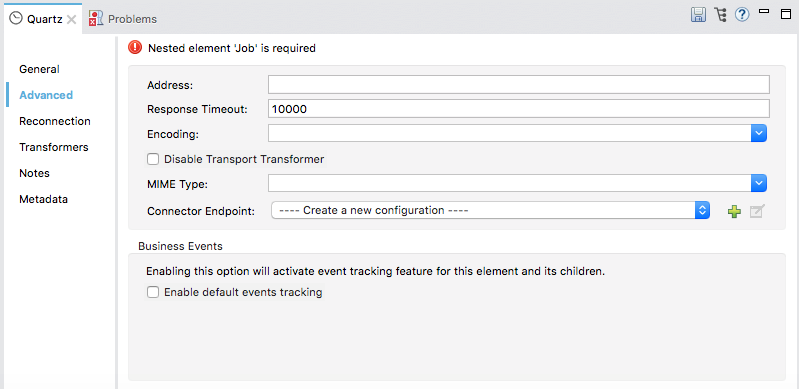 Quartz
Problems
Nested element 'Job' is required
General
Advanced
Reconnection
Transformers
Notes
Metadata
Address:
Response Timeout: 10000
Encoding:
Disable Transport Transformer
MIME Type:
Connector Endpoint: ---- Create a new configuration ----
Business Events
Enabling this option will activate event tracking feature for this element and its children.
Enable default events tracking